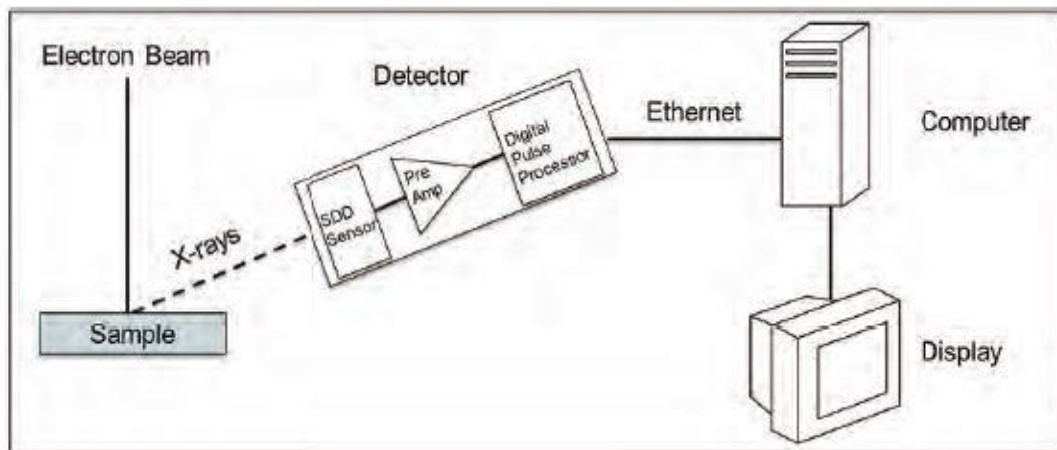 Electron Beam
Detector
X-rays
SDD
Sensor
Pre
Amp
Digital
Pulse
Processor
Ethernet
Computer
Sample
Display